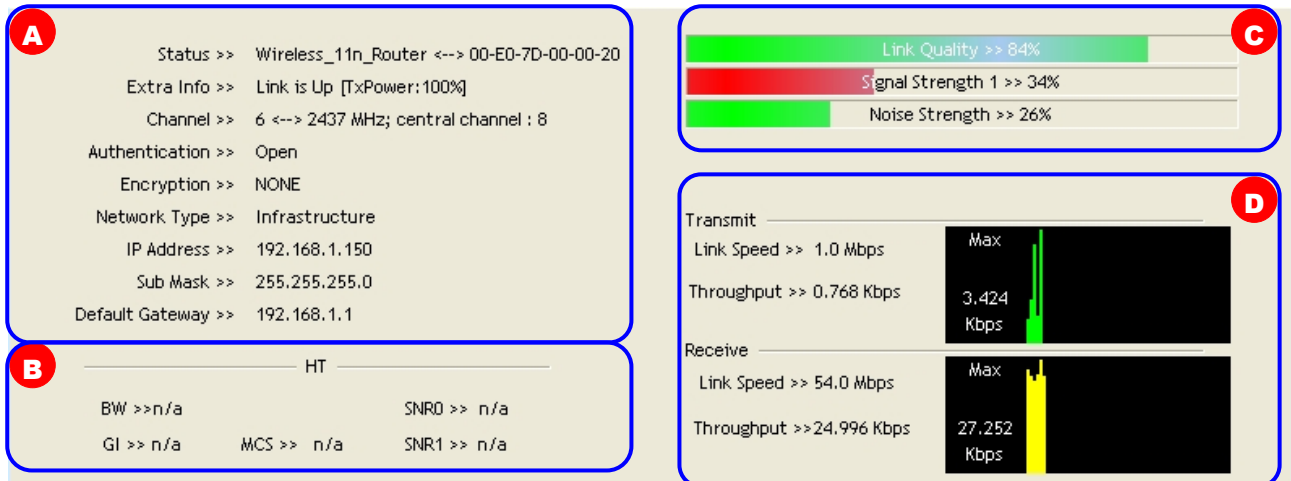 A
Status >> Wireless_11n_Router <--> 00-E0-7D-00-00-20
Extra Info >> Link is Up [TxPower:100%]
Channel >> 6 <--> 2437 MHz; central channel : 8
Authentication >> Open
Encryption >> NONE
Network Type >> Infrastructure
IP Address >> 192.168.1.150
Sub Mask >> 255.255.255.0
Default Gateway >> 192.168.1.1
B
HT
BW >>n/a SNR0 >> n/a
GI >> n/a MCS >> n/a SNR1 >> n/a
C
Link Quality >> 84%
Signal Strength 1 >> 34%
Noise Strength >> 26%
D
Transmit
Link Speed >> 1.0 Mbps
Throughput >> 0.768 Kbps
Max
3.424
Kbps
Receive
Link Speed >> 54.0 Mbps
Throughput >>24.996 Kbps
Max
27.252
Kbps